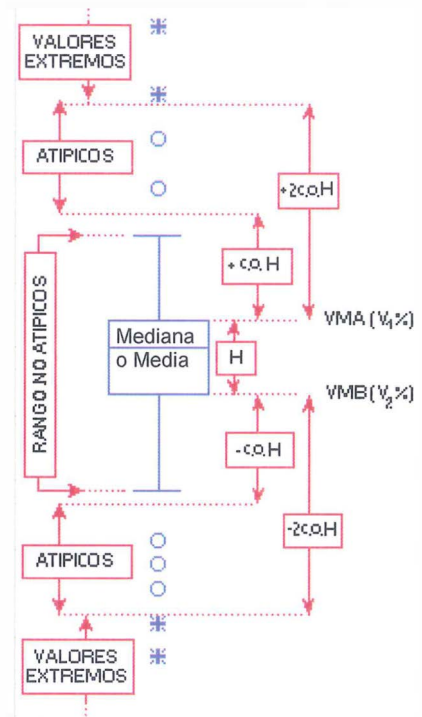 VALORES
EXTREMOS
ATIPICOS
+2c.o.H
+ c.o.H
RANGO NO ATIPICOS
Mediana
o Media
H
VMA (V₁%)
VMB (V₂%)
-c.o.H
-2c.o.H
ATIPICOS
VALORES
EXTREMOS